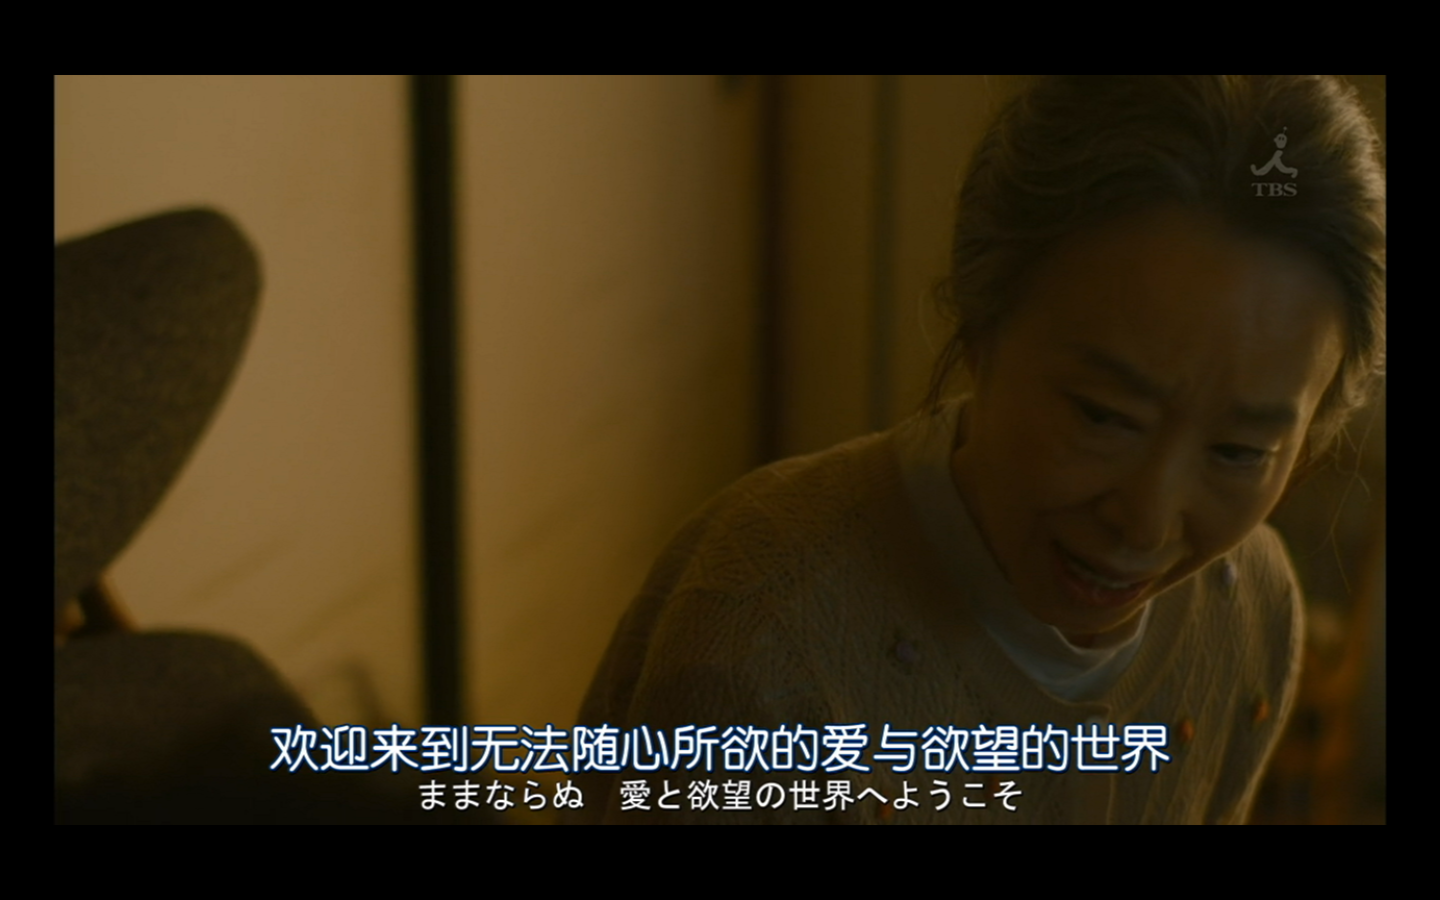 TBS
欢迎来到无法随心所欲的爱与欲望的世界
ままならぬ　愛と欲望の世界へようこそ